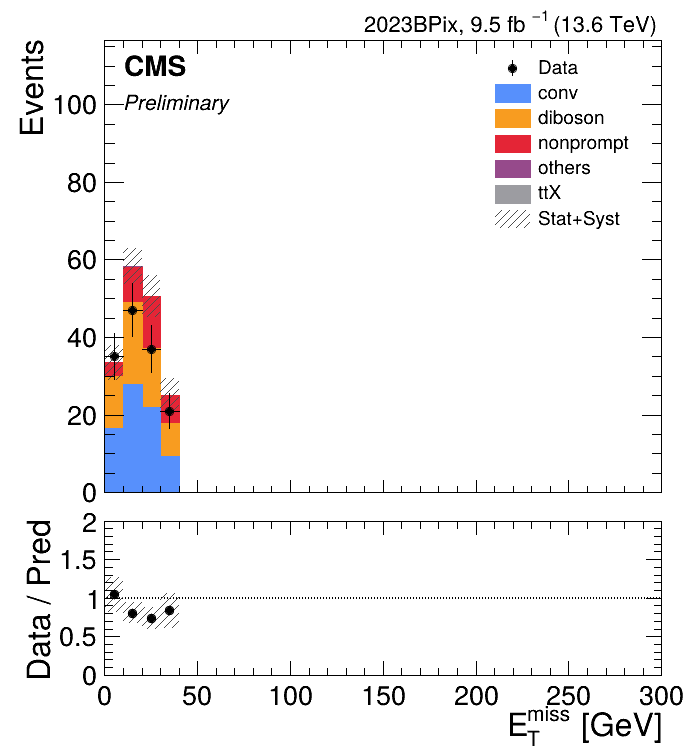 2023BPix, 9.5 fb⁻¹ (13.6 TeV)
CMS
Preliminary
Events
100
80
60
40
20
0
Data
conv
diboson
nonprompt
others
ttX
Stat+Syst
Data / Pred
2
1.5
1
0.5
0
0 50 100 150 200 250 300
E_T^miss [GeV]